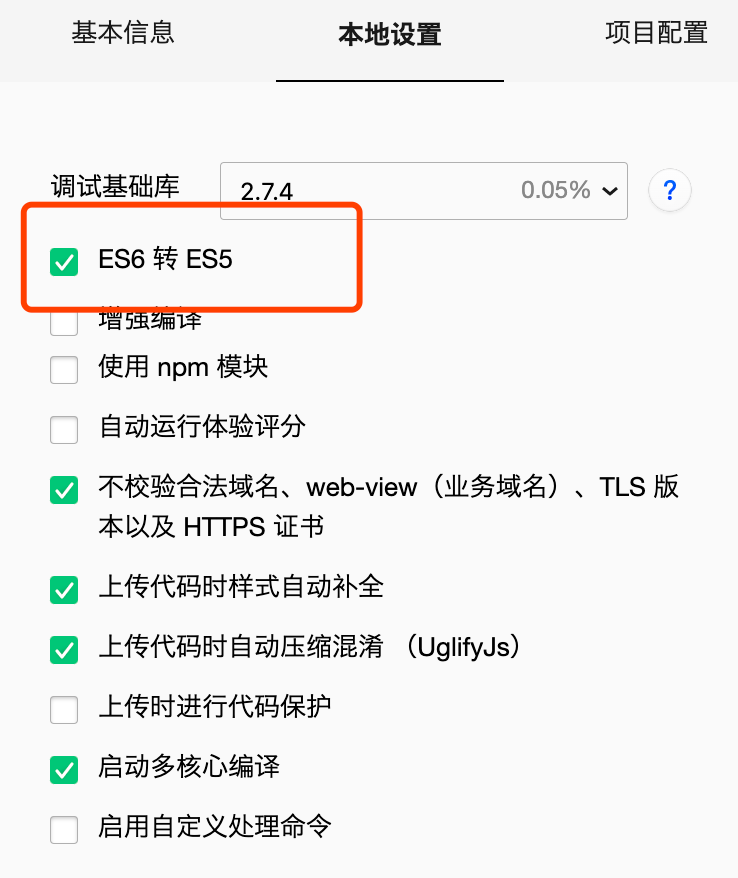 基本信息 本地设置 项目配置
调试基础库 2.7.4 0.05% ?
ES6 转 ES5
增强编译
使用 npm 模块
自动运行体验评分
不校验合法域名、web-view（业务域名）、TLS 版
本以及 HTTPS 证书
上传代码时样式自动补全
上传代码时自动压缩混淆 （UglifyJs）
上传时进行代码保护
启动多核心编译
启用自定义处理命令